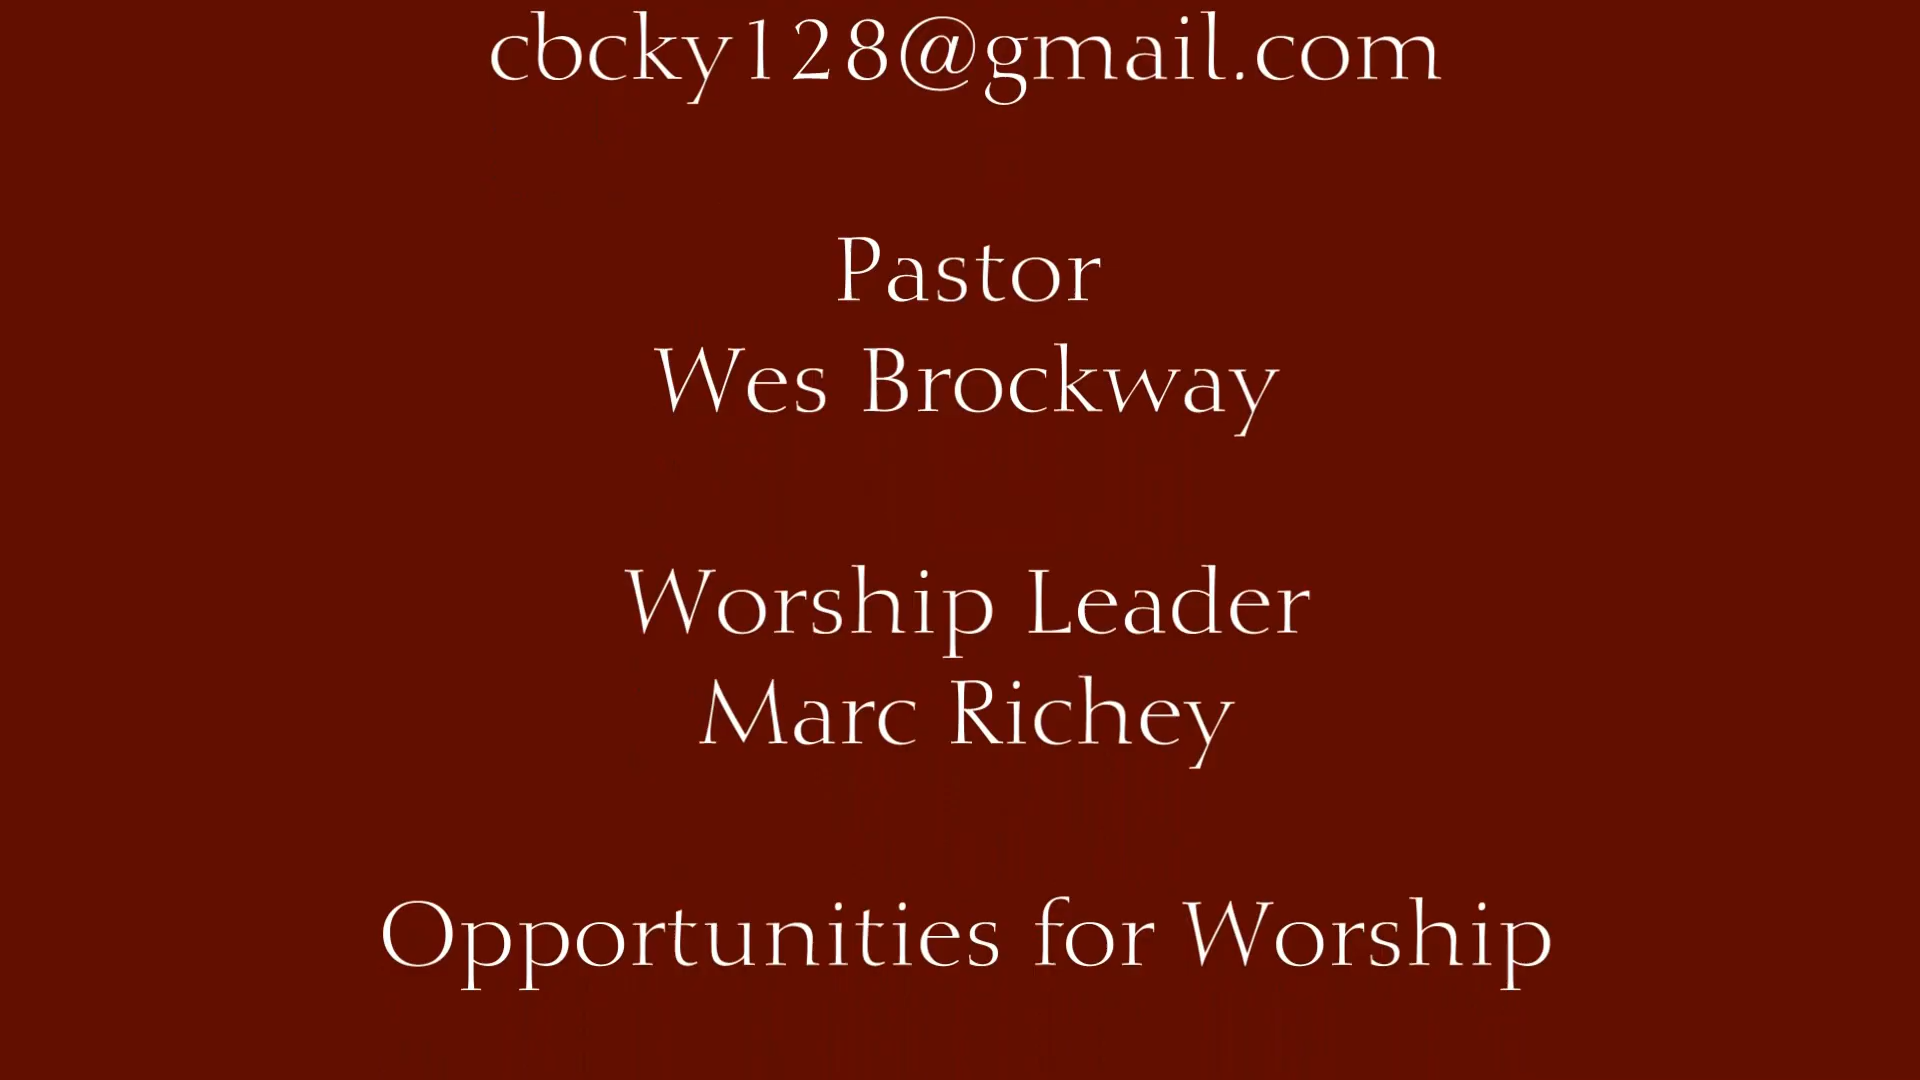 cbcky128@gmail.com
Pastor
Wes Brockway
Worship Leader
Marc Richey
Opportunities for Worship